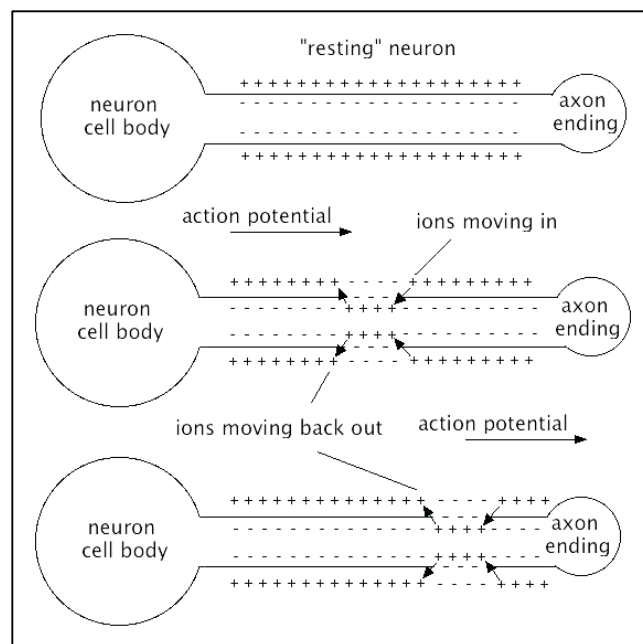 "resting" neuron
+ + + + + + + + + + + + + + + + + + + +
neuron
cell body
- - - - - - - - - - - - - - - - - - - -
axon
ending
- - - - - - - - - - - - - - - - - - - -
+ + + + + + + + + + + + + + + + + + + +
action potential
ions moving in
+ + + + + + + + - - - - + + + + + + + + +
neuron
cell body
- - - - - - - - + + + + - - - - - - - - - -
axon
ending
- - - - - - - - + + + + - - - - - - - - - -
+ + + + + + + + - - - - + + + + + + + + +
ions moving back out
action potential
+ + + + + + + + + + + + + + - - - - - + + + +
neuron
cell body
- - - - - - - - - - - - - - + + + + - - - - -
axon
ending
- - - - - - - - - - - - - - + + + + - - - - -
+ + + + + + + + + + + + + + - - - - - + + + +